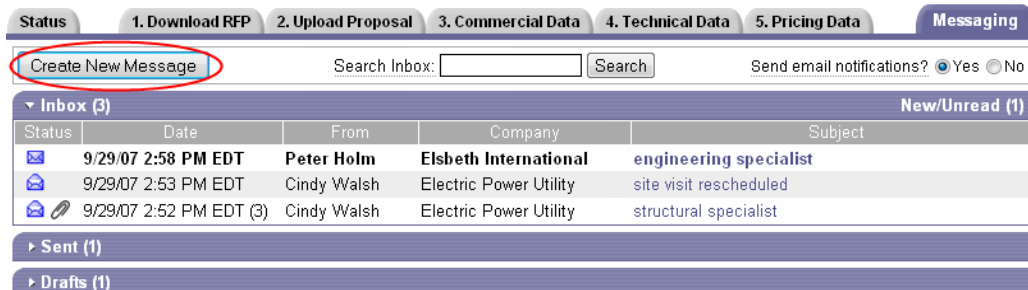 Status 1. Download RFP 2. Upload Proposal 3. Commercial Data 4. Technical Data 5. Pricing Data Messaging
Create New Message Search Inbox: Search Send email notifications? Yes No
Inbox (3) New/Unread (1)
Status Date From Company Subject
9/29/07 2:58 PM EDT Peter Holm Elsbeth International engineering specialist
9/29/07 2:53 PM EDT Cindy Walsh Electric Power Utility site visit rescheduled
9/29/07 2:52 PM EDT (3) Cindy Walsh Electric Power Utility structural specialist
Sent (1)
Drafts (1)